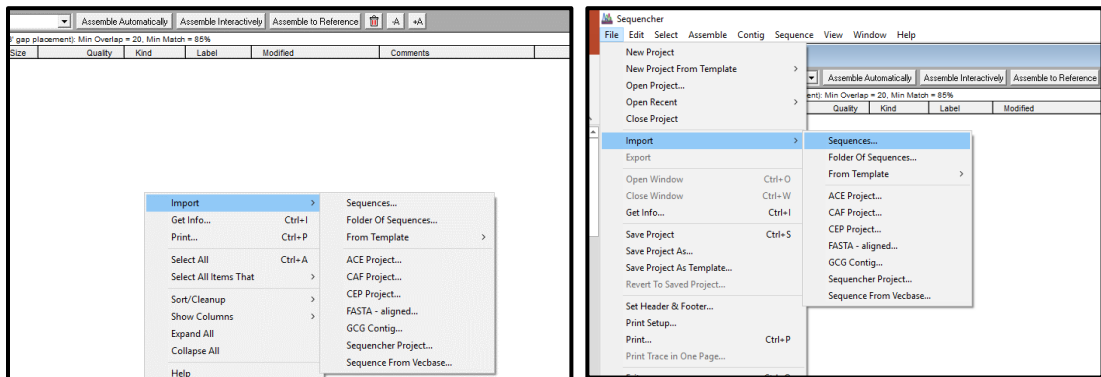 Assemble Automatically Assemble Interactively Assemble to Reference -A +A
gap placement): Min Overlap = 20, Min Match = 85%
Size Quality Kind Label Modified Comments
Import >
Get Info... Ctrl+I
Print... Ctrl+P
Select All Ctrl+A
Select All Items That >
Sort/Cleanup >
Show Columns >
Expand All
Collapse All
Help
Sequences...
Folder Of Sequences...
From Template >
ACE Project...
CAF Project...
CEP Project...
FASTA - aligned...
GCG Contig...
Sequencher Project...
Sequence From Vecbase...
Sequencher
File Edit Select Assemble Contig Sequence View Window Help
Assemble Automatically Assemble Interactively Assemble to Reference
Min Overlap = 20, Min Match = 85%
Quality Kind Label Modified
New Project
New Project From Template >
Open Project...
Open Recent >
Close Project
Import >
Export
Open Window Ctrl+O
Close Window Ctrl+W
Get Info... Ctrl+I
Save Project Ctrl+S
Save Project As...
Save Project As Template...
Revert To Saved Project...
Set Header & Footer...
Print Setup...
Print... Ctrl+P
Print Trace in One Page...
Sequences...
Folder Of Sequences...
From Template >
ACE Project...
CAF Project...
CEP Project...
FASTA - aligned...
GCG Contig...
Sequencher Project...
Sequence From Vecbase...